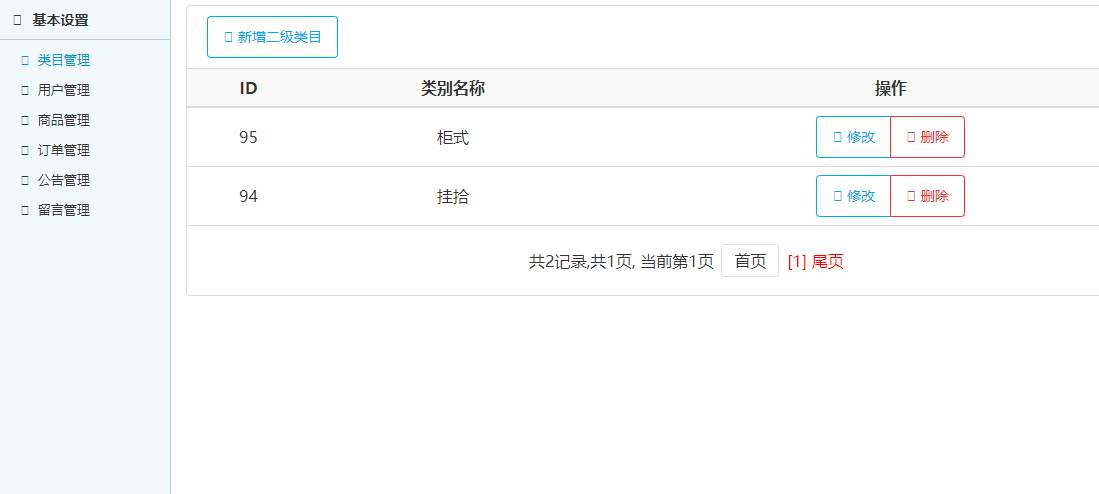 基本设置
类目管理
用户管理
商品管理
订单管理
公告管理
留言管理
新增二级类目
ID 类别名称 操作
95 柜式 修改 删除
94 挂拾 修改 删除
共2记录,共1页, 当前第1页 首页 [1] 尾页